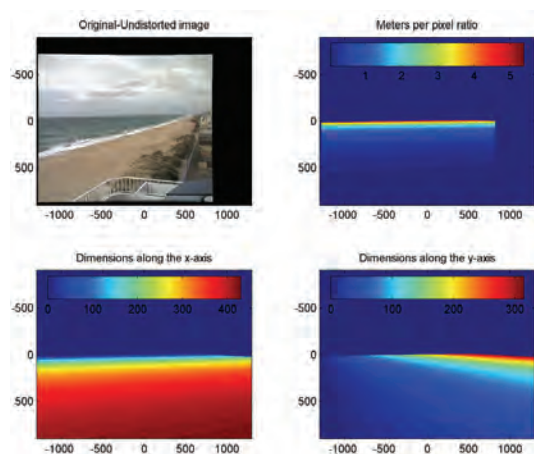 Original-Undistorted image
-500
0
500
-1000 -500 0 500 1000
Meters per pixel ratio
1 2 3 4 5
-500
0
500
-1000 -500 0 500 1000
Dimensions along the x-axis
0 100 200 300 400
-500
0
500
-1000 -500 0 500 1000
Dimensions along the y-axis
0 100 200 300
-500
0
500
-1000 -500 0 500 1000